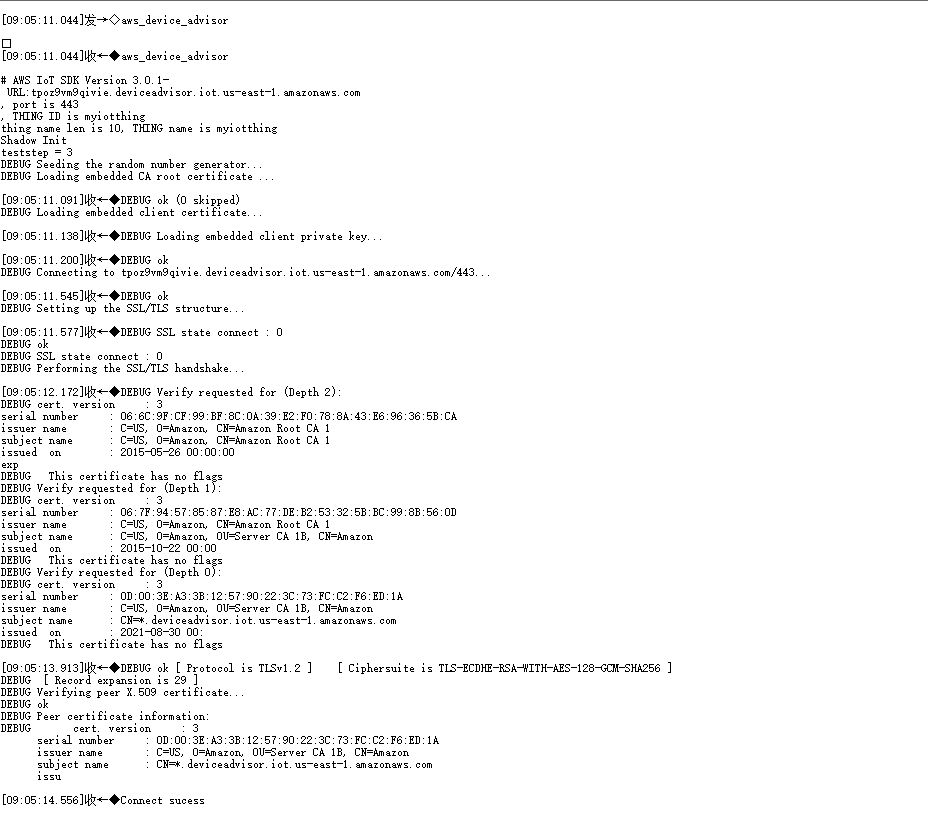 [09:05:11.044]发→◇aws_device_advisor
□
[09:05:11.044]收←◆aws_device_advisor
# AWS IoT SDK Version 3.0.1-
URL:tpoz9vm9qivie.deviceadvisor.iot.us-east-1.amazonaws.com
, port is 443
, THING ID is myiotthing
thing name len is 10, THING name is myiotthing
Shadow Init
teststep = 3
DEBUG Seeding the random number generator...
DEBUG Loading embedded CA root certificate ...
[09:05:11.091]收←◆DEBUG ok (0 skipped)
DEBUG Loading embedded client certificate...
[09:05:11.138]收←◆DEBUG Loading embedded client private key...
[09:05:11.200]收←◆DEBUG ok
DEBUG Connecting to tpoz9vm9qivie.deviceadvisor.iot.us-east-1.amazonaws.com/443...
[09:05:11.545]收←◆DEBUG ok
DEBUG Setting up the SSL/TLS structure...
[09:05:11.577]收←◆DEBUG SSL state connect : 0
DEBUG ok
DEBUG SSL state connect : 0
DEBUG Performing the SSL/TLS handshake...
[09:05:12.172]收←◆DEBUG Verify requested for (Depth 2):
DEBUG cert. version     : 3
serial number     : 06:6C:9F:CF:99:BF:8C:0A:39:E2:F0:78:8A:43:E6:96:36:5B:CA
issuer name       : C=US, O=Amazon, CN=Amazon Root CA 1
subject name      : C=US, O=Amazon, CN=Amazon Root CA 1
issued  on        : 2015-05-26 00:00:00
exp
DEBUG   This certificate has no flags
DEBUG Verify requested for (Depth 1):
DEBUG cert. version     : 3
serial number     : 06:7F:94:57:85:87:E8:AC:77:DE:B2:53:32:5B:BC:99:8B:56:0D
issuer name       : C=US, O=Amazon, CN=Amazon Root CA 1
subject name      : C=US, O=Amazon, OU=Server CA 1B, CN=Amazon
issued  on        : 2015-10-22 00:00
DEBUG   This certificate has no flags
DEBUG Verify requested for (Depth 0):
DEBUG cert. version     : 3
serial number     : 0D:00:3E:A3:3B:12:57:90:22:3C:73:FC:C2:F6:ED:1A
issuer name       : C=US, O=Amazon, OU=Server CA 1B, CN=Amazon
subject name      : CN=*.deviceadvisor.iot.us-east-1.amazonaws.com
issued  on        : 2021-08-30 00:
DEBUG   This certificate has no flags
[09:05:13.913]收←◆DEBUG ok [ Protocol is TLSv1.2 ]    [ Ciphersuite is TLS-ECDHE-RSA-WITH-AES-128-GCM-SHA256 ]
DEBUG  [ Record expansion is 29 ]
DEBUG Verifying peer X.509 certificate...
DEBUG ok
DEBUG Peer certificate information:
DEBUG       cert. version     : 3
serial number     : 0D:00:3E:A3:3B:12:57:90:22:3C:73:FC:C2:F6:ED:1A
issuer name       : C=US, O=Amazon, OU=Server CA 1B, CN=Amazon
subject name      : CN=*.deviceadvisor.iot.us-east-1.amazonaws.com
issu
[09:05:14.556]收←◆Connect sucess